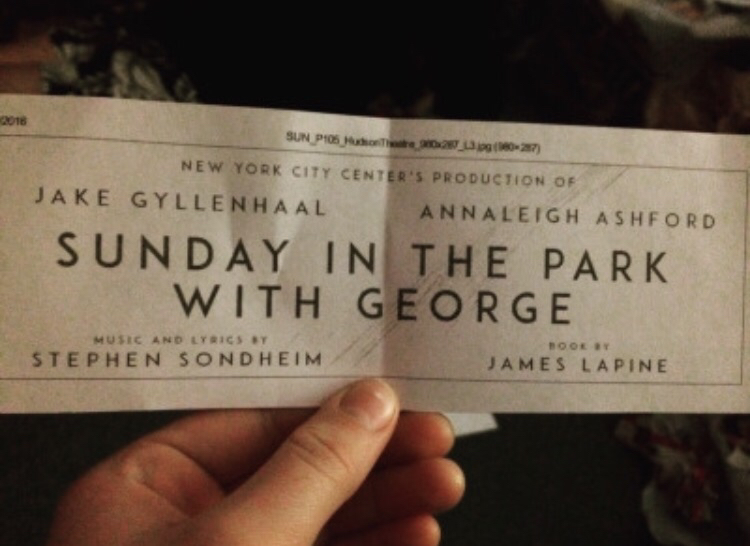 2016
SUN_P105_HudsonTheatre_980x287_L3.jpg (980×287)
NEW YORK CITY CENTER'S PRODUCTION OF
JAKE GYLLENHAAL ANNALEIGH ASHFORD
SUNDAY IN THE PARK
WITH GEORGE
MUSIC AND LYRICS BY BOOK BY
STEPHEN SONDHEIM JAMES LAPINE